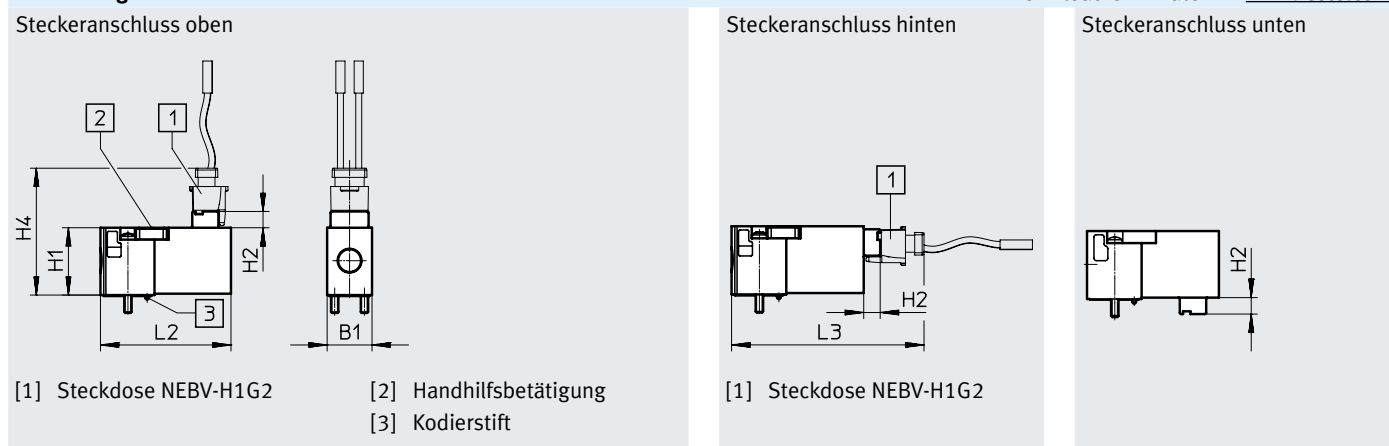 Steckeranschluss oben
Steckeranschluss hinten
Steckeranschluss unten
2
1
H4
H1
H2
3
L2
B1
1
H2
L3
H2
[1] Steckdose NEBV-H1G2
[2] Handhilfsbetätigung
[3] Kodierstift
[1] Steckdose NEBV-H1G2